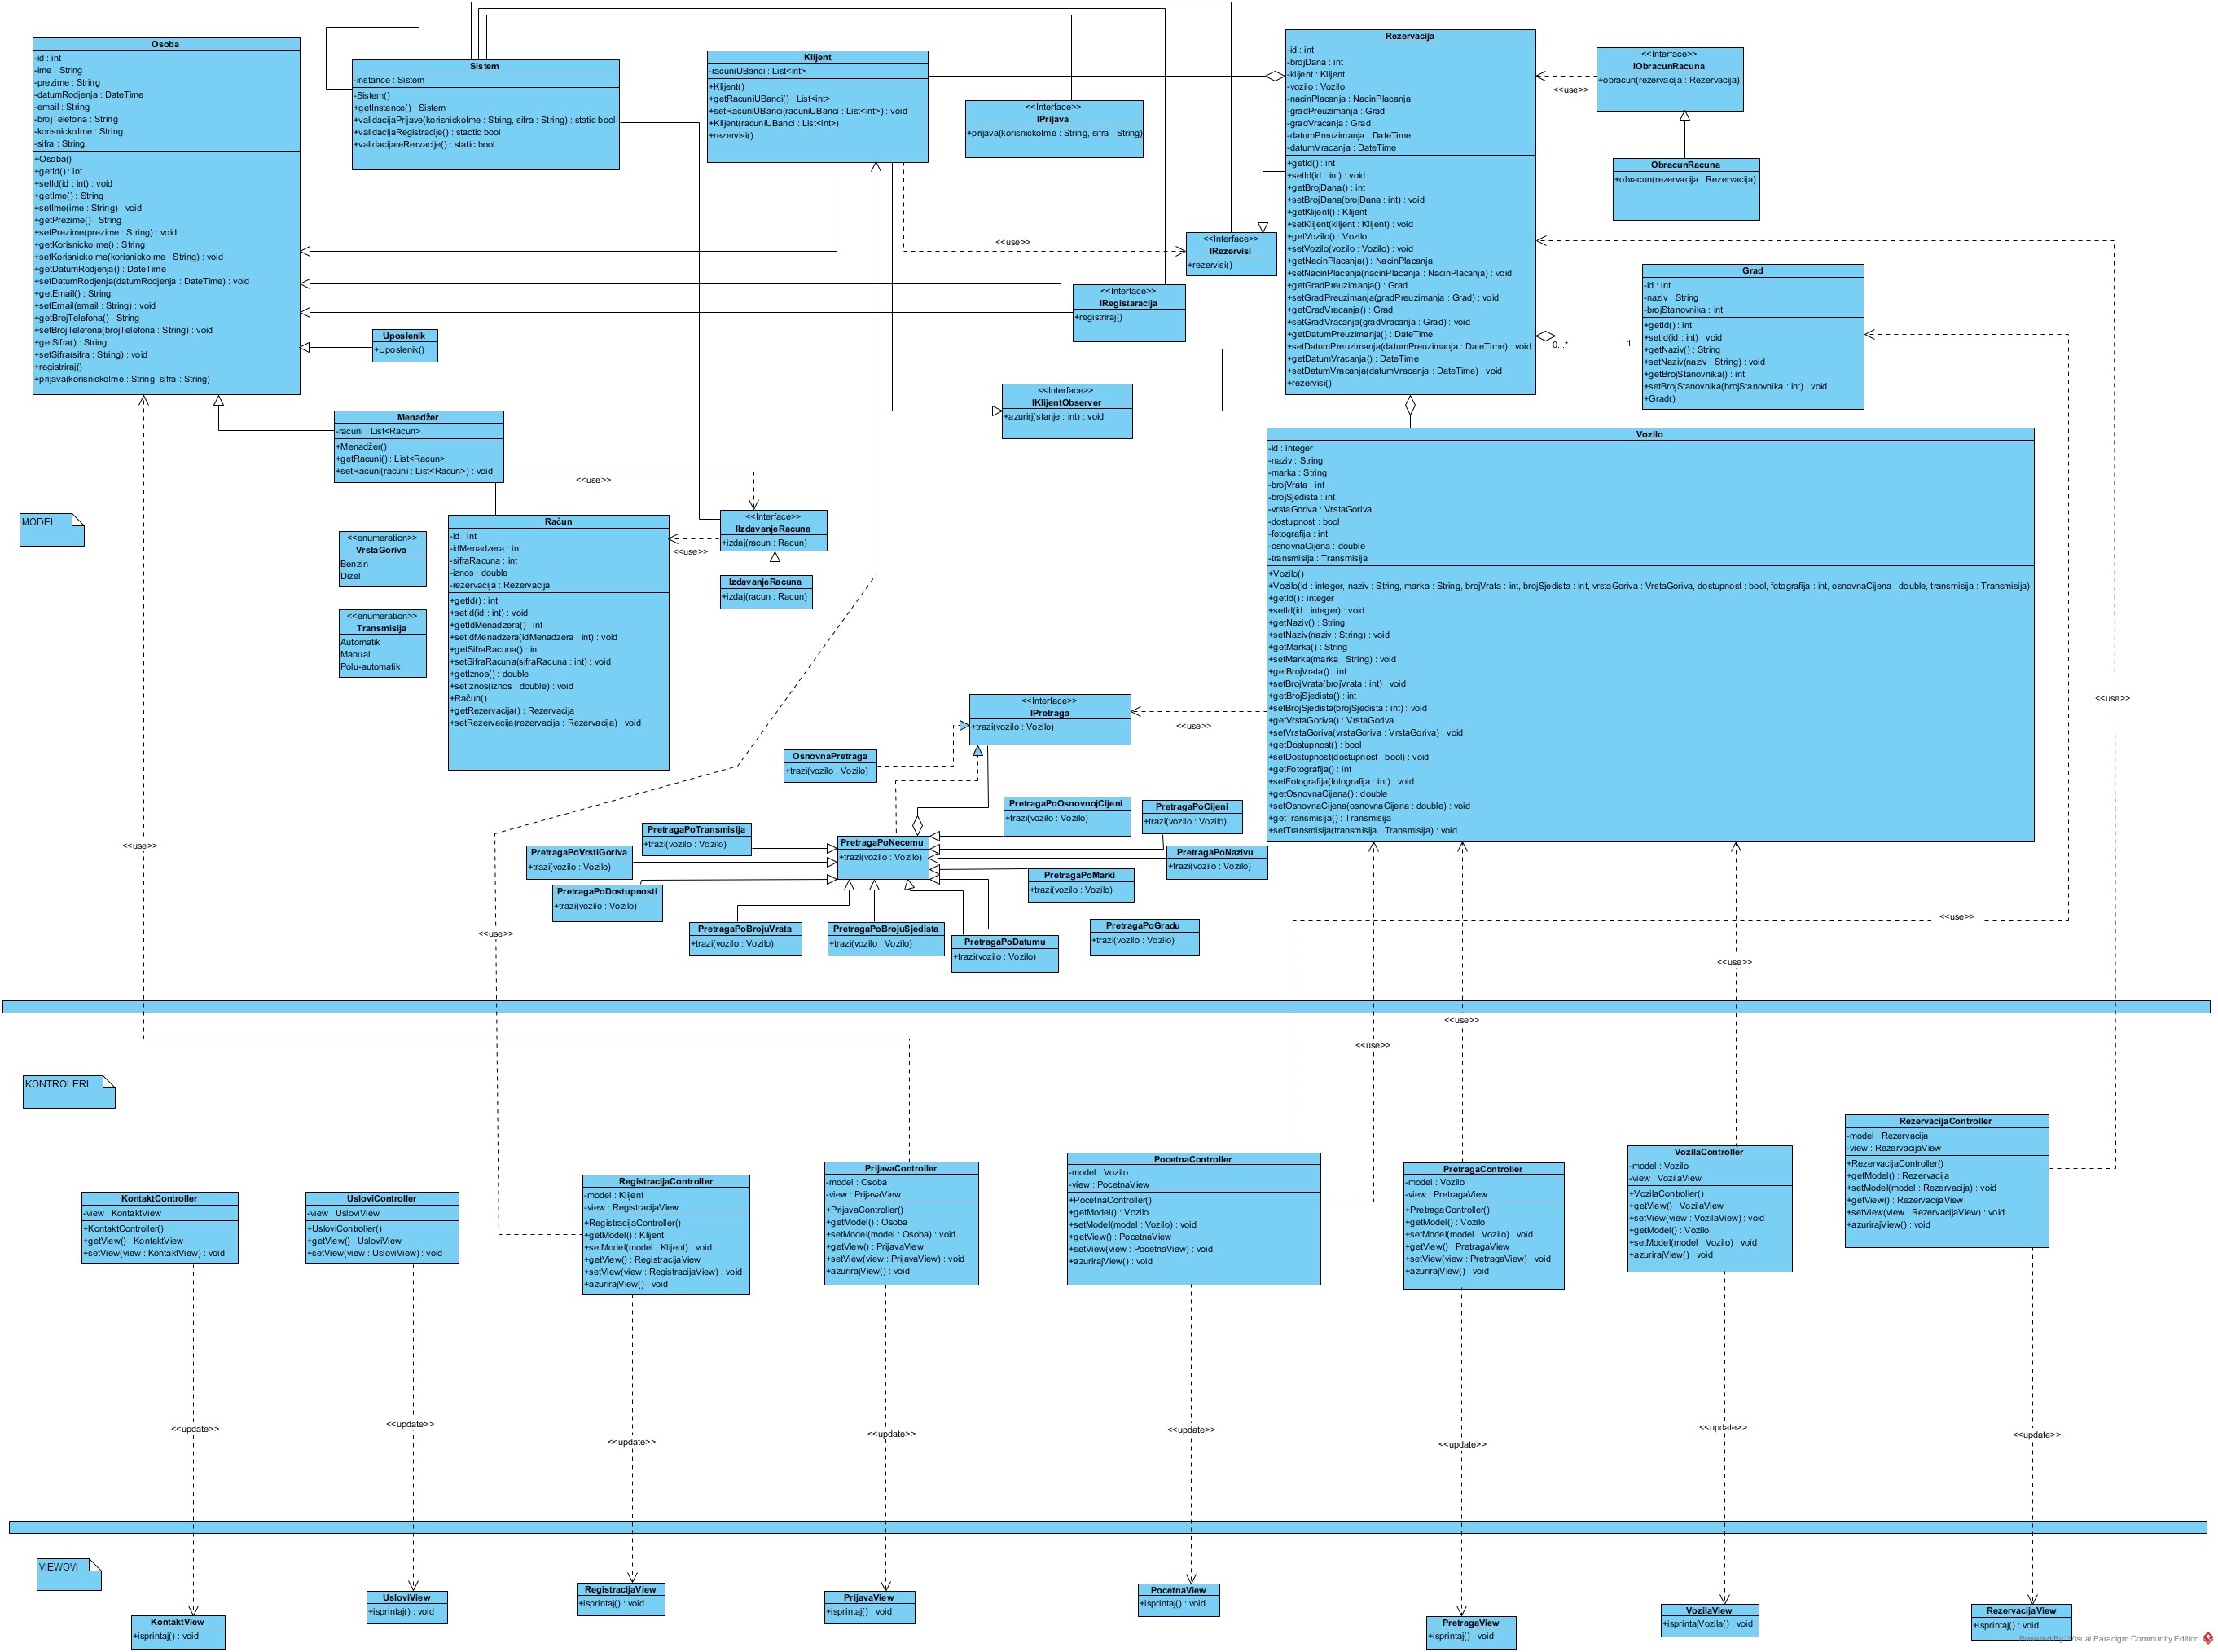 Osoba
-id : int
-ime : String
-prezime : String
-datumRodjenja : DateTime
-email : String
-brojTelefona : String
-korisnickoIme : String
-sifra : String
+Osoba()
+getId() : int
+setId(id : int) : void
+getIme() : String
+setIme(ime : String) : void
+getPrezime() : String
+setPrezime(prezime : String) : void
+getKorisnickoIme() : String
+setKorisnickoIme(korisnickoIme : String) : void
+getDatumRodjenja() : DateTime
+setDatumRodjenja(datumRodjenja : DateTime) : void
+getEmail() : String
+setEmail(email : String) : void
+getBrojTelefona() : String
+setBrojTelefona(brojTelefona : String) : void
+getSifra() : String
+setSifra(sifra : String) : void
+registriraj()
+prijava(korisnickoIme : String, sifra : String)
Sistem
-instance : Sistem
-Sistem()
+getInstance() : Sistem
+validacijaPrijave(korisnickoIme : String, sifra : String) : static bool
+validacijaRegistracije() : stactic bool
+validacijareRervacije() : static bool
Klijent
-racuniUBanci : List<int>
+Klijent()
+getRacuniUBanci() : List<int>
+setRacuniUBanci(racuniUBanci : List<int>) : void
+Klijent(racuniUBanci : List<int>)
+rezervisi()
<<Interface>>
IPrijava
+prijava(korisnickoIme : String, sifra : String)
Rezervacija
-id : int
-brojDana : int
-klijent : Klijent
-vozilo : Vozilo
-nacinPlacanja : NacinPlacanja
-gradPreuzimanja : Grad
-gradVracanja : Grad
-datumPreuzimanja : DateTime
-datumVracanja : DateTime
+getId() : int
+setId(id : int) : void
+getBrojDana() : int
+setBrojDana(brojDana : int) : void
+getKlijent() : Klijent
+setKlijent(klijent : Klijent) : void
+getVozilo() : Vozilo
+setVozilo(vozilo : Vozilo) : void
+getNacinPlacanja() : NacinPlacanja
+setNacinPlacanja(nacinPlacanja : NacinPlacanja) : void
+getGradPreuzimanja() : Grad
+setGradPreuzimanja(gradPreuzimanja : Grad) : void
+getGradVracanja() : Grad
+setGradVracanja(gradVracanja : Grad) : void
+getDatumPreuzimanja() : DateTime
+setDatumPreuzimanja(datumPreuzimanja : DateTime) : void
+getDatumVracanja() : DateTime
+setDatumVracanja(datumVracanja : DateTime) : void
+rezervisi()
<<Interface>>
IObracunRacuna
+obracun(rezervacija : Rezervacija)
<<use>>
ObracunRacuna
+obracun(rezervacija : Rezervacija)
<<use>>
<<Interface>>
IRezervisi
+rezervisi()
<<Interface>>
IRegistaracija
+registriraj()
Grad
-id : int
-naziv : String
-brojStanovnika : int
+getId() : int
+setId(id : int) : void
+getNaziv() : String
+setNaziv(naziv : String) : void
+getBrojStanovnika() : int
+setBrojStanovnika(brojStanovnika : int) : void
+Grad()
0...*
1
Uposlenik
+Uposlenik()
<<Interface>>
IKlijentObserver
+azurirj(stanje : int) : void
Menadžer
-racuni : List<Racun>
+Menadžer()
+getRacuni() : List<Racun>
+setRacuni(racuni : List<Racun>) : void
<<use>>
MODEL
<<enumeration>>
VrstaGoriva
Benzin
Dizel
<<enumeration>>
Transmisija
Automatik
Manual
Polu-automatik
Račun
-id : int
-idMenadzera : int
-sifraRacuna : int
-iznos : double
-rezervacija : Rezervacija
+getId() : int
+setId(id : int) : void
+getIdMenadzera() : int
+setIdMenadzera(idMenadzera : int) : void
+getSifraRacuna() : int
+setSifraRacuna(sifraRacuna : int) : void
+getIznos() : double
+setIznos(iznos : double) : void
+Račun()
+getRezervacija() : Rezervacija
+setRezervacija(rezervacija : Rezervacija) : void
<<Interface>>
IIzdavanjeRacuna
+izdaj(racun : Racun)
<<use>>
IzdavanjeRacuna
+izdaj(racun : Racun)
Vozilo
-id : integer
-naziv : String
-marka : String
-brojVrata : int
-brojSjedista : int
-vrstaGoriva : VrstaGoriva
-dostupnost : bool
-fotografija : int
-osnovnaCijena : double
-transmisija : Transmisija
+Vozilo()
+Vozilo(id : integer, naziv : String, marka : String, brojVrata : int, brojSjedista : int, vrstaGoriva : VrstaGoriva, dostupnost : bool, fotografija : int, osnovnaCijena : double, transmisija : Transmisija)
+getId() : integer
+setId(id : integer) : void
+getNaziv() : String
+setNaziv(naziv : String) : void
+getMarka() : String
+setMarka(marka : String) : void
+getBrojVrata() : int
+setBrojVrata(brojVrata : int) : void
+getBrojSjedista() : int
+setBrojSjedista(brojSjedista : int) : void
+getVrstaGoriva() : VrstaGoriva
+setVrstaGoriva(vrstaGoriva : VrstaGoriva) : void
+getDostupnost() : bool
+setDostupnost(dostupnost : bool) : void
+getFotografija() : int
+setFotografija(fotografija : int) : void
+getOsnovnaCijena() : double
+setOsnovnaCijena(osnovnaCijena : double) : void
+getTransmisija() : Transmisija
+setTransmisija(transmisija : Transmisija) : void
<<use>>
<<Interface>>
IPretraga
+trazi(vozilo : Vozilo)
<<use>>
OsnovnaPretraga
+trazi(vozilo : Vozilo)
PretragaPoOsnovnojCijeni
+trazi(vozilo : Vozilo)
PretragaPoCijeni
+trazi(vozilo : Vozilo)
PretragaPoTransmisija
+trazi(vozilo : Vozilo)
PretragaPoNecemu
+trazi(vozilo : Vozilo)
PretragaPoVrstiGoriva
+trazi(vozilo : Vozilo)
PretragaPoNazivu
+trazi(vozilo : Vozilo)
PretragaPoMarki
+trazi(vozilo : Vozilo)
PretragaPoDostupnosti
+trazi(vozilo : Vozilo)
PretragaPoBrojuVrata
+trazi(vozilo : Vozilo)
PretragaPoBrojuSjedista
+trazi(vozilo : Vozilo)
PretragaPoDatumu
+trazi(vozilo : Vozilo)
PretragaPoGradu
+trazi(vozilo : Vozilo)
<<use>>
<<use>>
<<use>>
<<use>>
<<use>>
<<use>>
KONTROLERI
KontaktController
-view : KontaktView
+KontaktController()
+getView() : KontaktView
+setView(view : KontaktView) : void
UsloviController
-view : UsloviView
+UsloviController()
+getView() : UsloviView
+setView(view : UsloviView) : void
RegistracijaController
-model : Klijent
-view : RegistracijaView
+RegistracijaController()
+getModel() : Klijent
+setModel(model : Klijent) : void
+getView() : RegistracijaView
+setView(view : RegistracijaView) : void
+azurirajView() : void
PrijavaController
-model : Osoba
-view : PrijavaView
+PrijavaController()
+getModel() : Osoba
+setModel(model : Osoba) : void
+getView() : PrijavaView
+setView(view : PrijavaView) : void
+azurirajView() : void
PocetnaController
-model : Vozilo
-view : PocetnaView
+PocetnaController()
+getModel() : Vozilo
+setModel(model : Vozilo) : void
+getView() : PocetnaView
+setView(view : PocetnaView) : void
+azurirajView() : void
PretragaController
-model : Vozilo
-view : PretragaView
+PretragaController()
+getModel() : Vozilo
+setModel(model : Vozilo) : void
+getView() : PretragaView
+setView(view : PretragaView) : void
+azurirajView() : void
VozilaController
-model : Vozilo
-view : VozilaView
+VozilaController()
+getView() : VozilaView
+setView(view : VozilaView) : void
+getModel() : Vozilo
+setModel(model : Vozilo) : void
+azurirajView() : void
RezervacijaController
-model : Rezervacija
-view : RezervacijaView
+RezervacijaController()
+getModel() : Rezervacija
+setModel(model : Rezervacija) : void
+getView() : RezervacijaView
+setView(view : RezervacijaView) : void
+azurirajView() : void
<<update>>
<<update>>
<<update>>
<<update>>
<<update>>
<<update>>
<<update>>
<<update>>
VIEWOVI
KontaktView
+isprintaj() : void
UsloviView
+isprintaj() : void
RegistracijaView
+isprintaj() : void
PrijavaView
+isprintaj() : void
PocetnaView
+isprintaj() : void
PretragaView
+isprintaj() : void
VozilaView
+isprintajVozila() : void
RezervacijaView
+isprintaj() : void
Powered By Visual Paradigm Community Edition